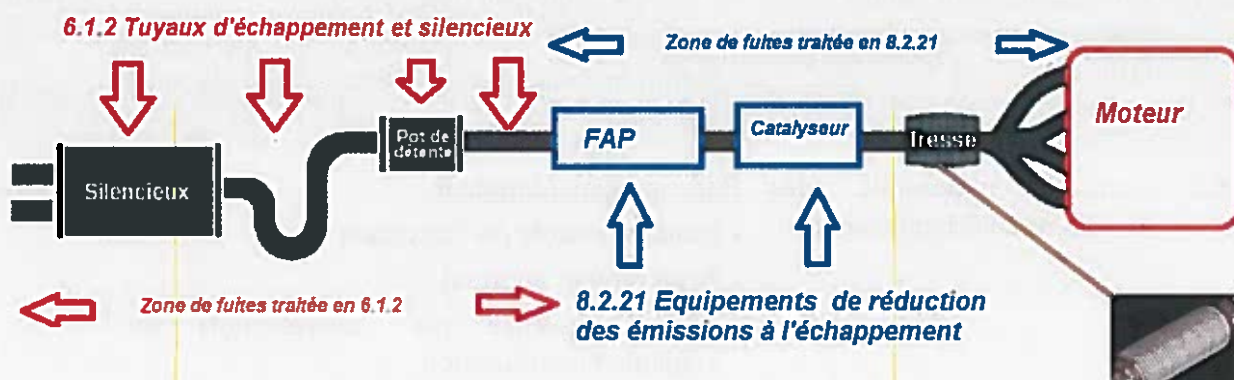 6.1.2 Tuyaux d'échappement et silencieux
Zone de fuites traitée en 8.2.21
Moteur
Pot de
détente
FAP
Catalyseur
Tresse
Silencieux
Zone de fuites traitée en 6.1.2
8.2.21 Equipements de réduction
des émissions à l'échappement